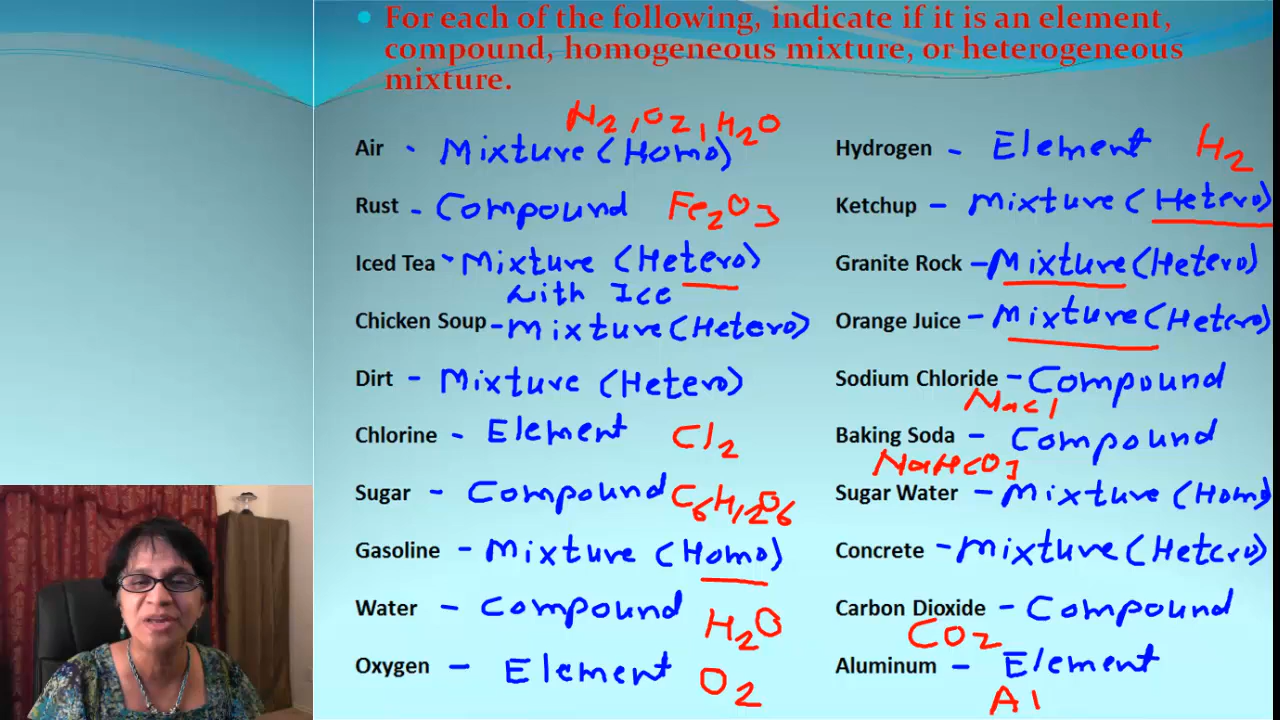 For each of the following, indicate if it is an element,
compound, homogeneous mixture, or heterogeneous
mixture.
N2, O2, H2O
Air - Mixture (Homo)
Rust - Compound Fe2O3
Iced Tea - Mixture (Hetero)
with Ice
Chicken Soup - Mixture (Hetero)
Dirt - Mixture (Hetero)
Chlorine - Element Cl2
Sugar - Compound C6H12O6
Gasoline - Mixture (Homo)
Water - Compound H2O
Oxygen - Element O2
Hydrogen - Element H2
Ketchup - Mixture (Hetero)
Granite Rock - Mixture (Hetero)
Orange Juice - Mixture (Hetero)
Sodium Chloride - Compound
NaCl
Baking Soda - Compound
NaHCO3
Sugar Water - Mixture (Homo)
Concrete - Mixture (Hetero)
Carbon Dioxide - Compound
CO2
Aluminum - Element
Al